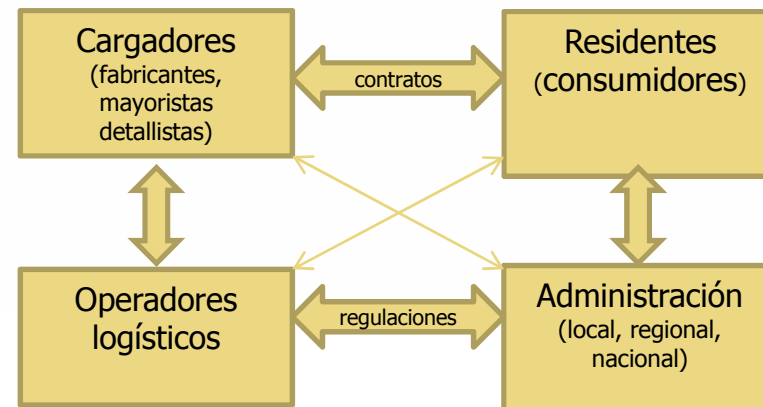 Cargadores
(fabricantes,
mayoristas
detallistas)
contratos
Residentes
(consumidores)
Operadores
logísticos
regulaciones
Administración
(local, regional,
nacional)